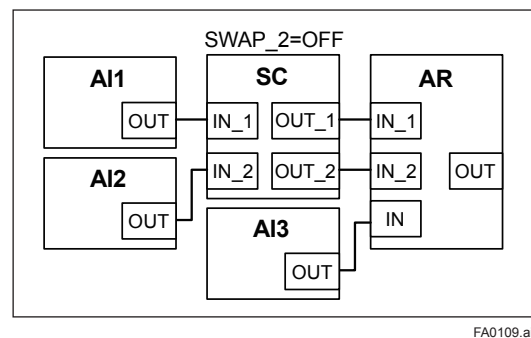 SWAP_2=OFF
AI1
SC
AR
OUT
IN_1
OUT_1
IN_1
AI2
IN_2
OUT_2
IN_2
OUT
OUT
AI3
IN
OUT
FA0109.a